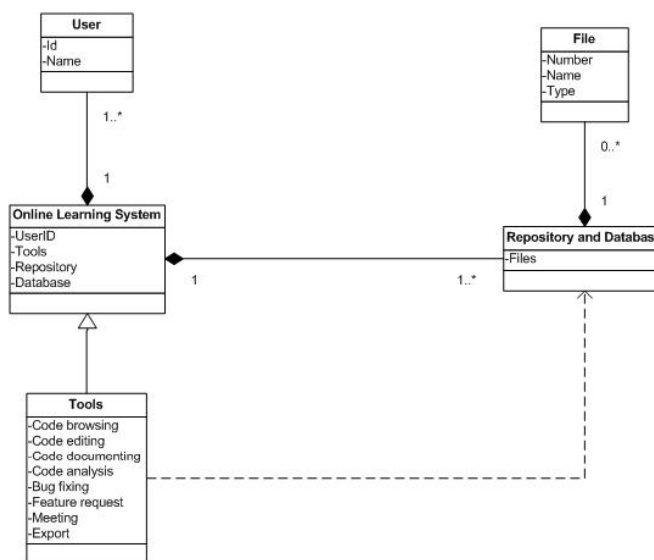 User
-Id
-Name
File
-Number
-Name
-Type
1..*
0..*
1
1
Online Learning System
-UserID
-Tools
-Repository
-Database
Repository and Database
-Files
1
1..*
Tools
-Code browsing
-Code editing
-Code documenting
-Code analysis
-Bug fixing
-Feature request
-Meeting
-Export